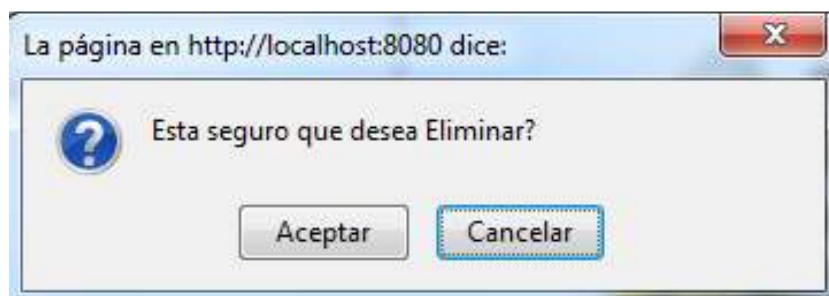 La página en http://localhost:8080 dice:
Esta seguro que desea Eliminar?
Aceptar Cancelar